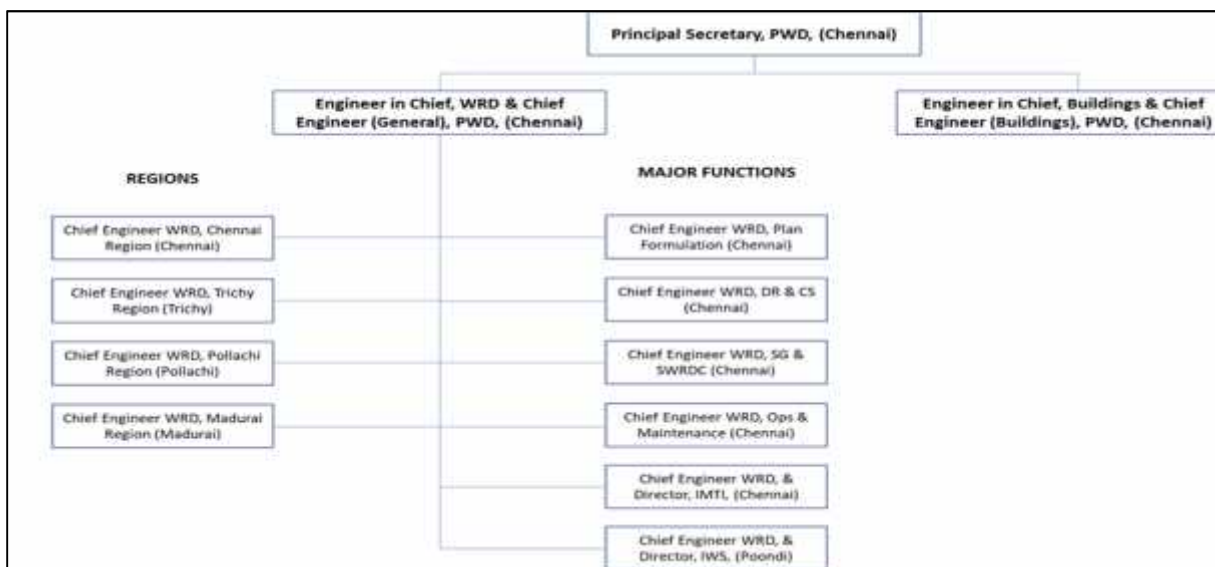 Principal Secretary, PWD, (Chennai)
Engineer in Chief, WRD & Chief
Engineer (General), PWD, (Chennai)
Engineer in Chief, Buildings & Chief
Engineer (Buildings), PWD, (Chennai)
REGIONS
Chief Engineer WRD, Chennai
Region (Chennai)
Chief Engineer WRD, Trichy
Region (Trichy)
Chief Engineer WRD, Pollachi
Region (Pollachi)
Chief Engineer WRD, Madurai
Region (Madurai)
MAJOR FUNCTIONS
Chief Engineer WRD, Plan
Formulation (Chennai)
Chief Engineer WRD, DR & CS
(Chennai)
Chief Engineer WRD, SG &
SWRDC (Chennai)
Chief Engineer WRD, Ops &
Maintenance (Chennai)
Chief Engineer WRD, &
Director, IMTI, (Chennai)
Chief Engineer WRD, &
Director, IWS, (Poondi)